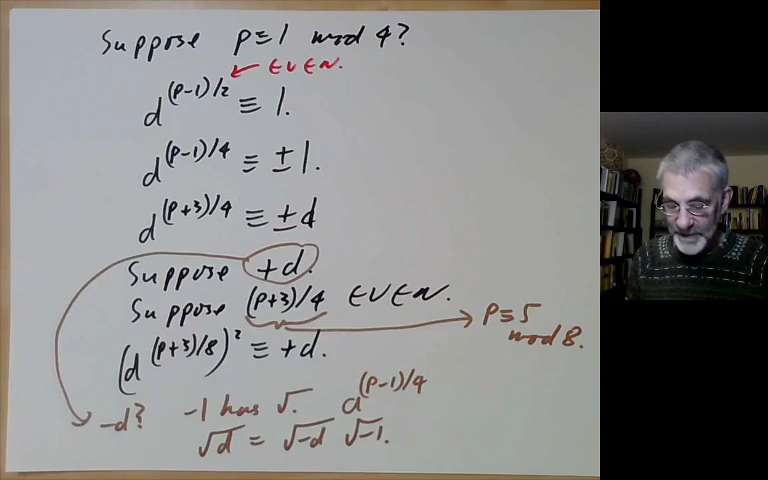 Suppose p≡1 mod 4?
EVEN.
d^(p-1)/2 ≡ 1.
d^(p-1)/4 ≡ ±1.
d^(p+3)/4 ≡ ±d
Suppose +d.
Suppose (p+3)/4 EVEN.
p≡5 mod 8.
(d^(p+3)/8)^2 ≡ +d.
-d? -1 has √. a^(p-1)/4
√d = √-d √-1.